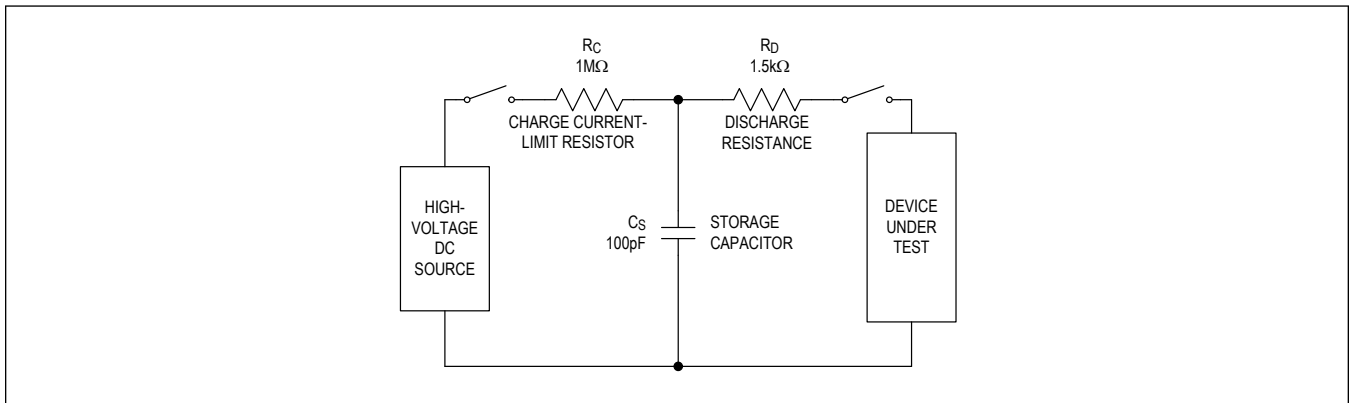 RC
1MΩ
RD
1.5kΩ
CHARGE CURRENT-
LIMIT RESISTOR
DISCHARGE
RESISTANCE
HIGH-
VOLTAGE
DC
SOURCE
CS
100pF
STORAGE
CAPACITOR
DEVICE
UNDER
TEST